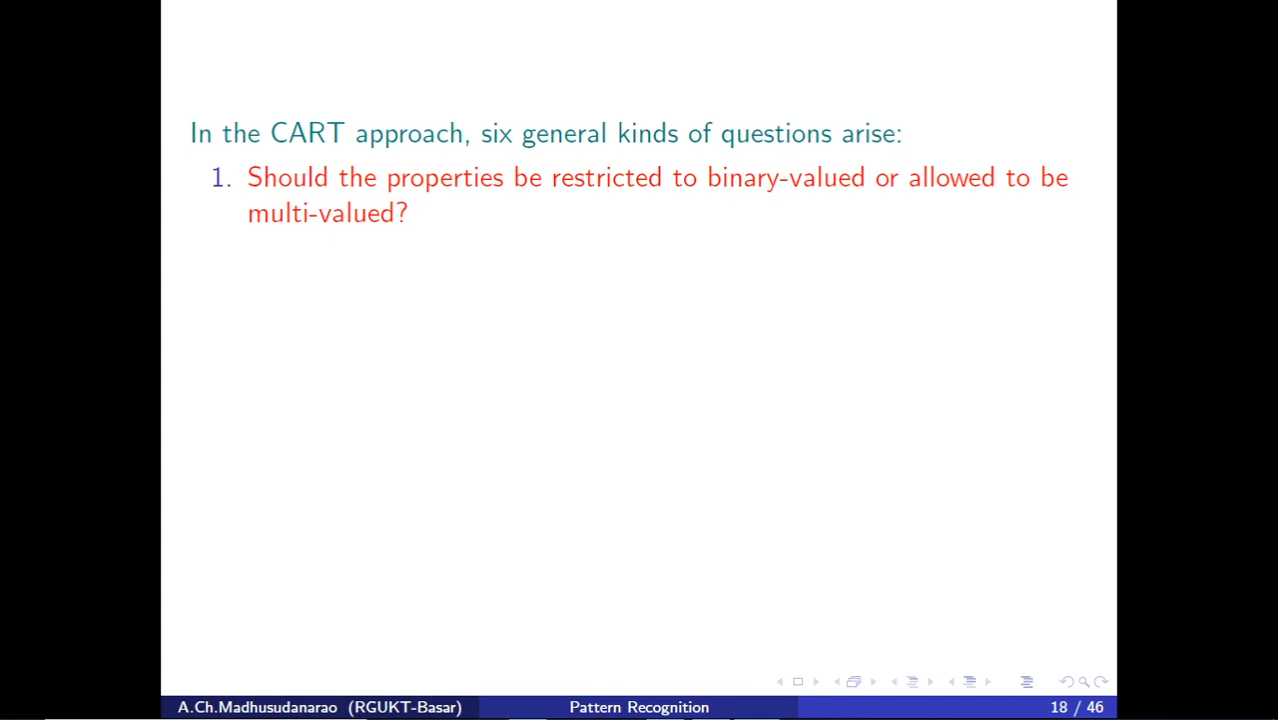 In the CART approach, six general kinds of questions arise:
1. Should the properties be restricted to binary-valued or allowed to be
multi-valued?
A.Ch.Madhusudanarao (RGUKT-Basar) Pattern Recognition 18 / 46